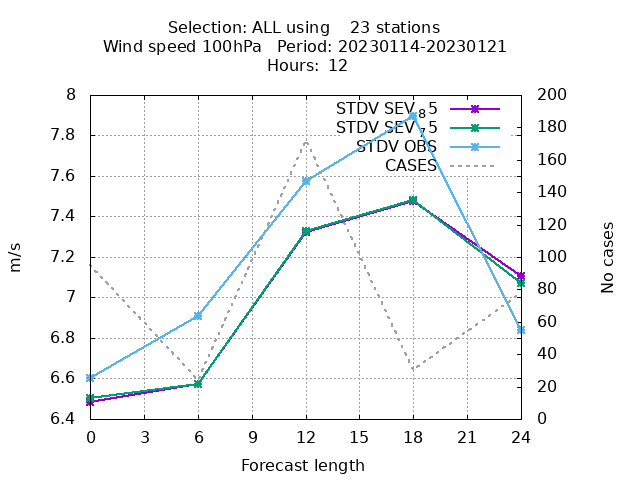 Selection: ALL using 23 stations
Wind speed 100hPa Period: 20230114-20230121
Hours: 12
8
7.8
7.6
7.4
7.2
7
6.8
6.6
6.4
200
180
160
140
120
100
80
60
40
20
0
STDV SEV_85
STDV SEV_75
STDV OBS
CASES
m/s
No cases
0 3 6 9 12 15 18 21 24
Forecast length